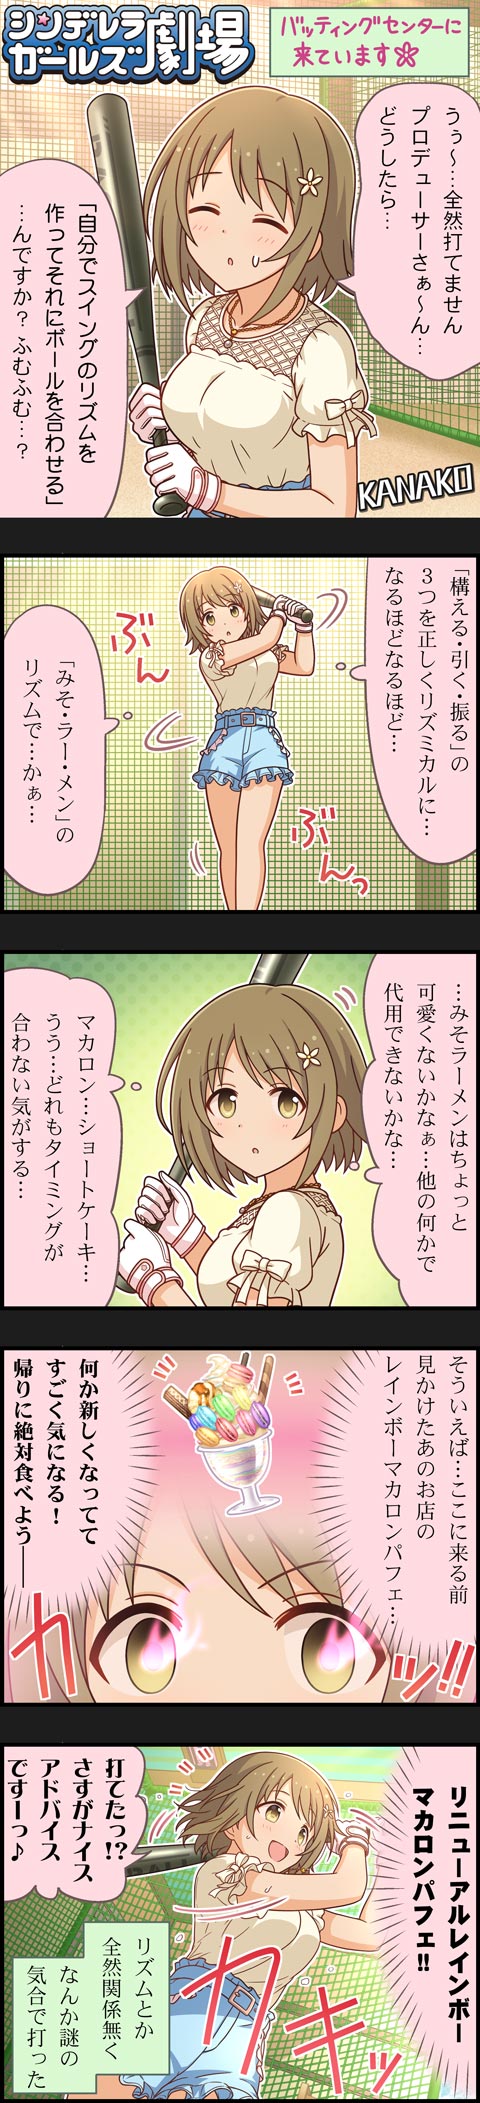 シンデレラ
ガールズ劇場
バッティングセンターに
来ています
うぅ～…全然打てません
プロデューサーさぁ～ん…
どうしたら…
「自分でスイングのリズムを
作ってそれにボールを合わせる」
…んですか？ ふむふむ…？
KANAKO
「構える・引く・振る」の
３つを正しくリズミカルに…
なるほどなるほど…
ぶん
「みそ・ラー・メン」の
リズムで…かぁ…
ぶんっ
…みそラーメンはちょっと
可愛くないかなぁ…他の何かで
代用できないかな…
マカロン…ショートケーキ…
うう…どれもタイミングが
合わない気がする…
そういえば…ここに来る前
見かけたあのお店の
レインボーマカロンパフェ…
何か新しくなってて
すごく気になる！
帰りに絶対食べよう――
カッ!!
リニューアルレインボー
マカロンパフェ!!
打てたっ!?
さすがナイス
アドバイス
ですーっ♪
カキッ
リズムとか
全然関係無く
なんか謎の
気合で打った